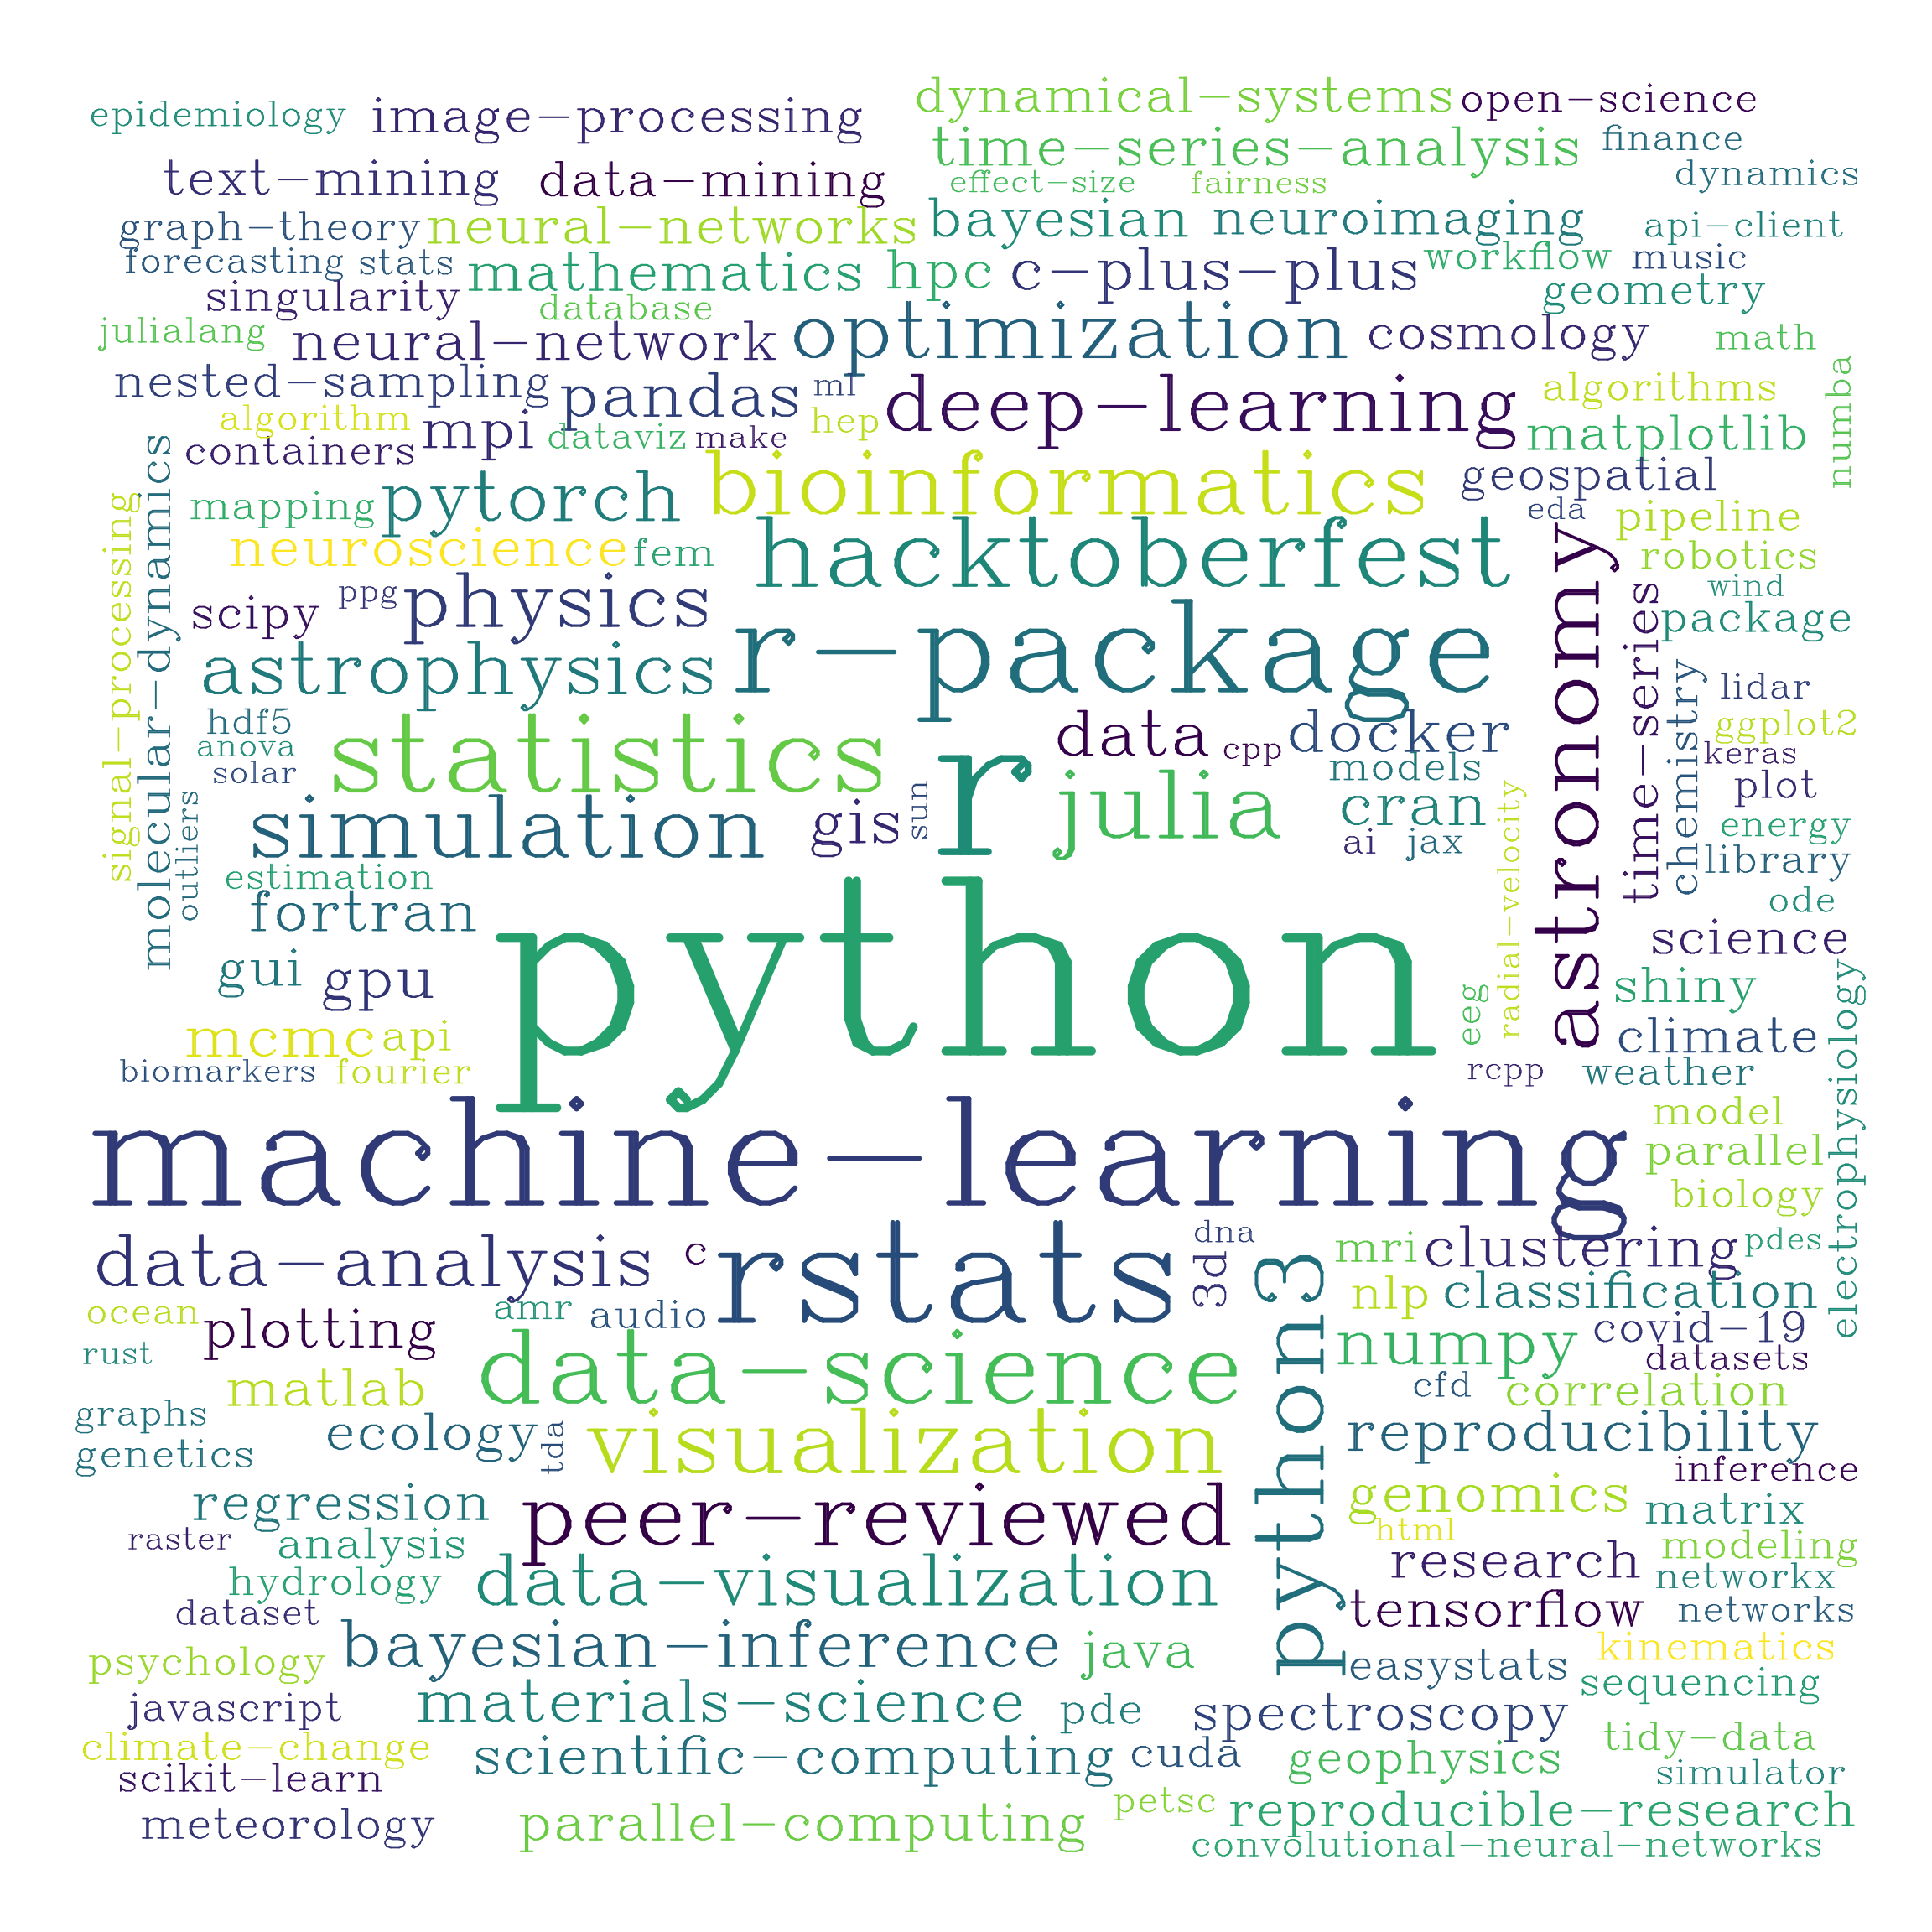 dynamical-systems
open-science
epidemiology
image-processing
time-series-analysis
finance
text-mining
data-mining
effect-size
fairness
dynamics
graph-theory
neural-networks
bayesian
neuroimaging
api-client
forecasting
stats
mathematics
hpc
c-plus-plus
workflow
music
singularity
database
geometry
julialang
neural-network
optimization
cosmology
math
nested-sampling
pandas
ml
deep-learning
algorithms
numba
algorithm
mpi
dataviz
make
hep
matplotlib
containers
bioinformatics
geospatial
mapping
pytorch
eda
pipeline
signal-processing
molecular-dynamics
neuroscience
fem
hacktoberfest
astronomy
robotics
scipy
ppg
physics
r-package
time-series
wind
package
astrophysics
chemistry
lidar
hdf5
anova
solar
statistics
r
data
cpp
docker
ggplot2
keras
models
plot
outliers
simulation
gis
sun
julia
cran
ai
jax
radial-velocity
energy
library
estimation
fortran
python
ode
science
gui
gpu
eeg
shiny
electrophysiology
mcmc
api
climate
biomarkers
fourier
rcpp
weather
machine-learning
model
parallel
biology
data-analysis
c
rstats
3d
dna
python3
mri
clustering
pdes
ocean
plotting
amr
audio
nlp
classification
rust
data-science
numpy
covid-19
datasets
matlab
cfd
correlation
graphs
ecology
tda
visualization
reproducibility
genetics
inference
regression
peer-reviewed
genomics
matrix
raster
analysis
html
modeling
hydrology
data-visualization
research
networkx
dataset
tensorflow
networks
psychology
bayesian-inference
java
easystats
kinematics
sequencing
javascript
materials-science
pde
spectroscopy
climate-change
scientific-computing
cuda
geophysics
tidy-data
scikit-learn
simulator
meteorology
parallel-computing
petsc
reproducible-research
convolutional-neural-networks